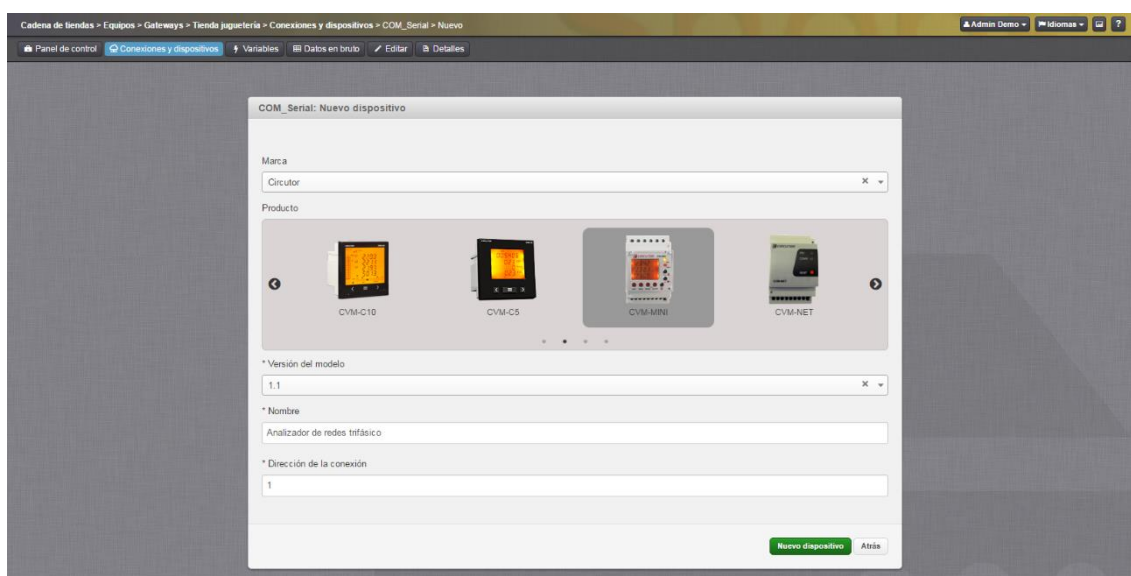 Cadena de tiendas > Equipos > Gateways > Tienda juguetería > Conexiones y dispositivos > COM_Serial > Nuevo
Admin Demo
Idiomas
?
Panel de control
Conexiones y dispositivos
Variables
Datos en bruto
Editar
Detalles
COM_Serial: Nuevo dispositivo
Marca
Circutor
Producto
CVM-C10
CVM-C5
CVM-MINI
CVM-NET
* Versión del modelo
1.1
* Nombre
Analizador de redes trifásico
* Dirección de la conexión
1
Nuevo dispositivo
Atrás